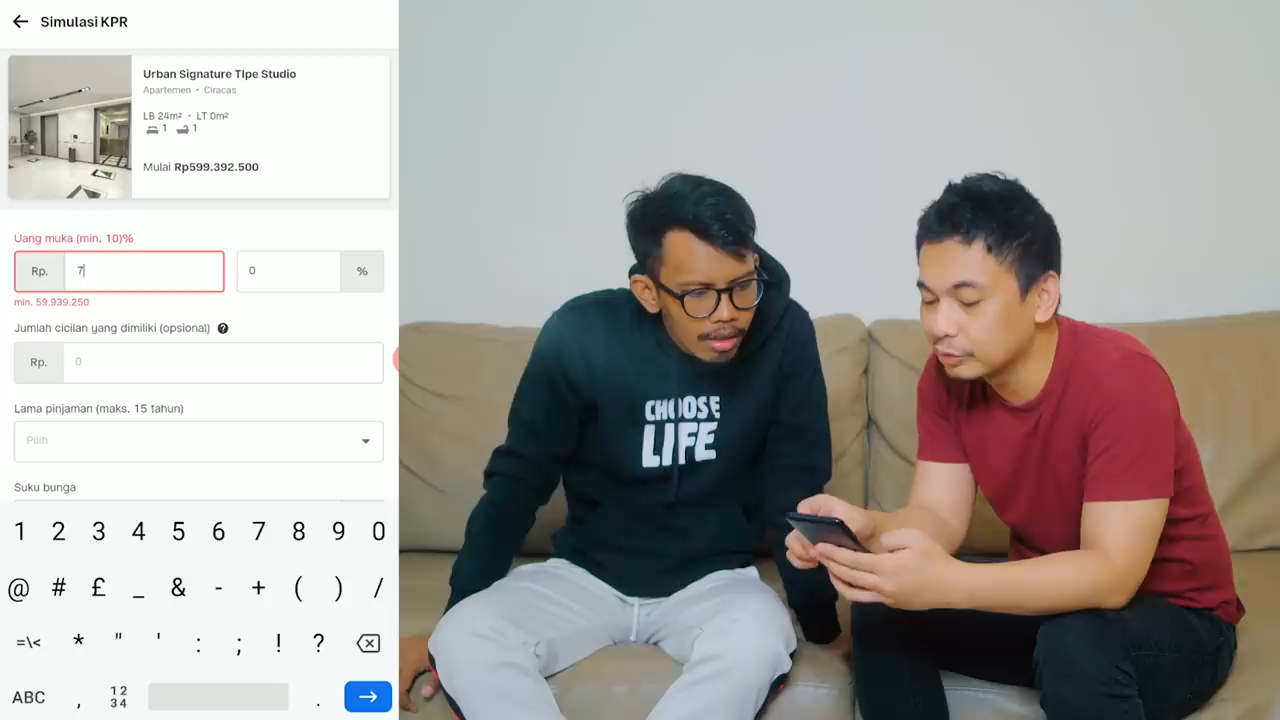 Simulasi KPR
Urban Signature TIpe Studio
Apartemen • Ciracas
LB 24m² • LT 0m²
1 1
Mulai Rp599.392.500
Uang muka (min. 10)%
Rp. 7 0 %
min. 59.939.250
Jumlah cicilan yang dimiliki (opsional) ?
Rp. 0
Lama pinjaman (maks. 15 tahun)
Pilih
Suku bunga
1 2 3 4 5 6 7 8 9 0
@ # £ _ & - + ( ) /
=\< * " ' : ; ! ?
ABC , 12 .
34
CHOOSE
LIFE